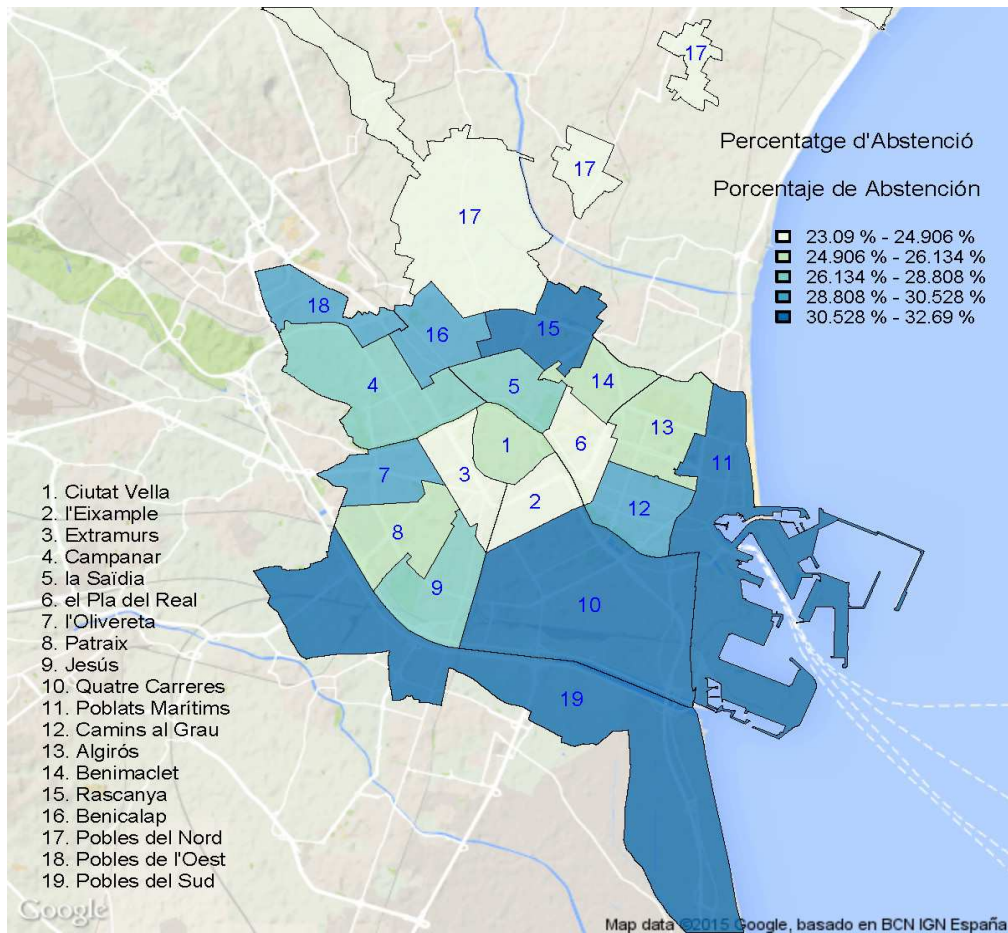 17
17
17
Percentatge d'Abstenció
Porcentaje de Abstención
23.09 % - 24.906 %
24.906 % - 26.134 %
26.134 % - 28.808 %
28.808 % - 30.528 %
30.528 % - 32.69 %
18
16
15
4
5
14
13
1
6
3
11
7
2
12
8
9
10
19
1. Ciutat Vella
2. l'Eixample
3. Extramurs
4. Campanar
5. la Saïdia
6. el Pla del Real
7. l'Olivereta
8. Patraix
9. Jesús
10. Quatre Carreres
11. Poblats Marítims
12. Camins al Grau
13. Algirós
14. Benimaclet
15. Rascanya
16. Benicalap
17. Pobles del Nord
18. Pobles de l'Oest
19. Pobles del Sud
Google
Map data ©2015 Google, basado en BCN IGN España